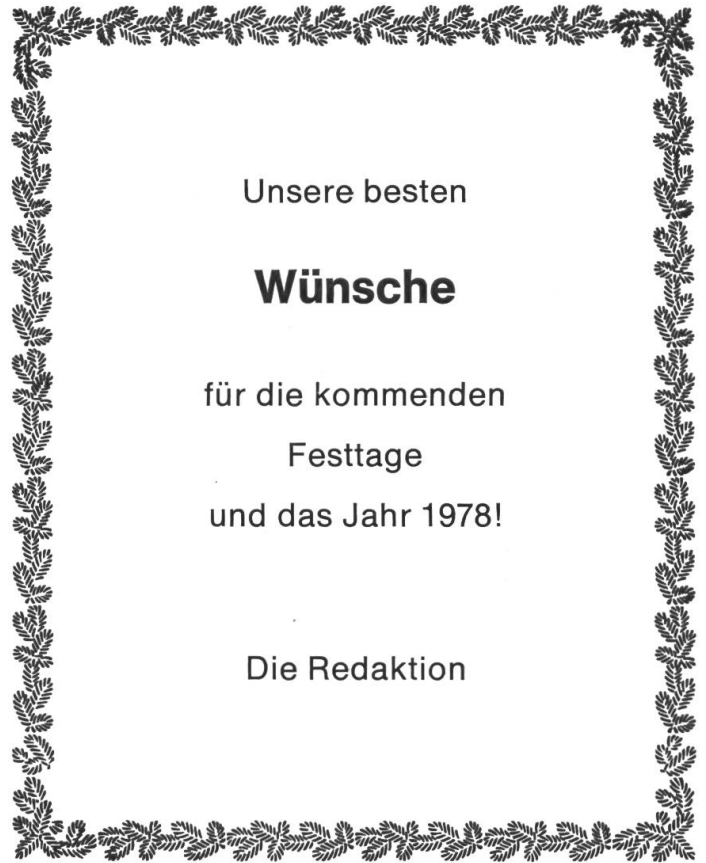 Unsere besten
Wünsche
für die kommenden
Festtage
und das Jahr 1978!
Die Redaktion